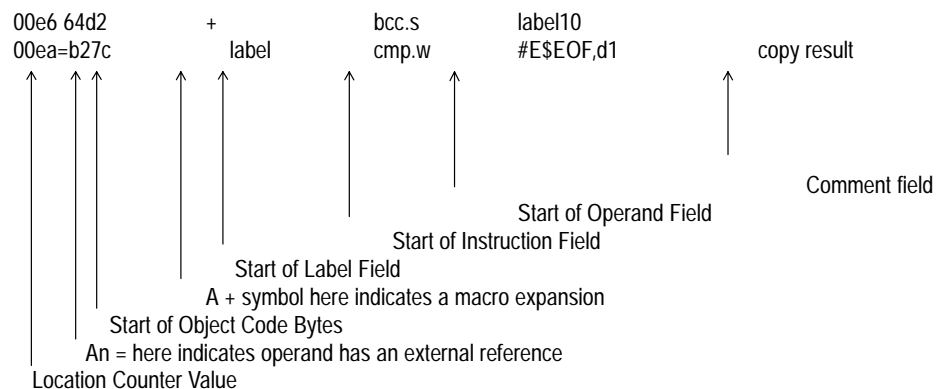 00e6 64d2 + bcc.s label10
00ea=b27c label cmp.w #E$EOF,d1 copy result
Comment field
Start of Operand Field
Start of Instruction Field
Start of Label Field
A + symbol here indicates a macro expansion
Start of Object Code Bytes
An = here indicates operand has an external reference
Location Counter Value